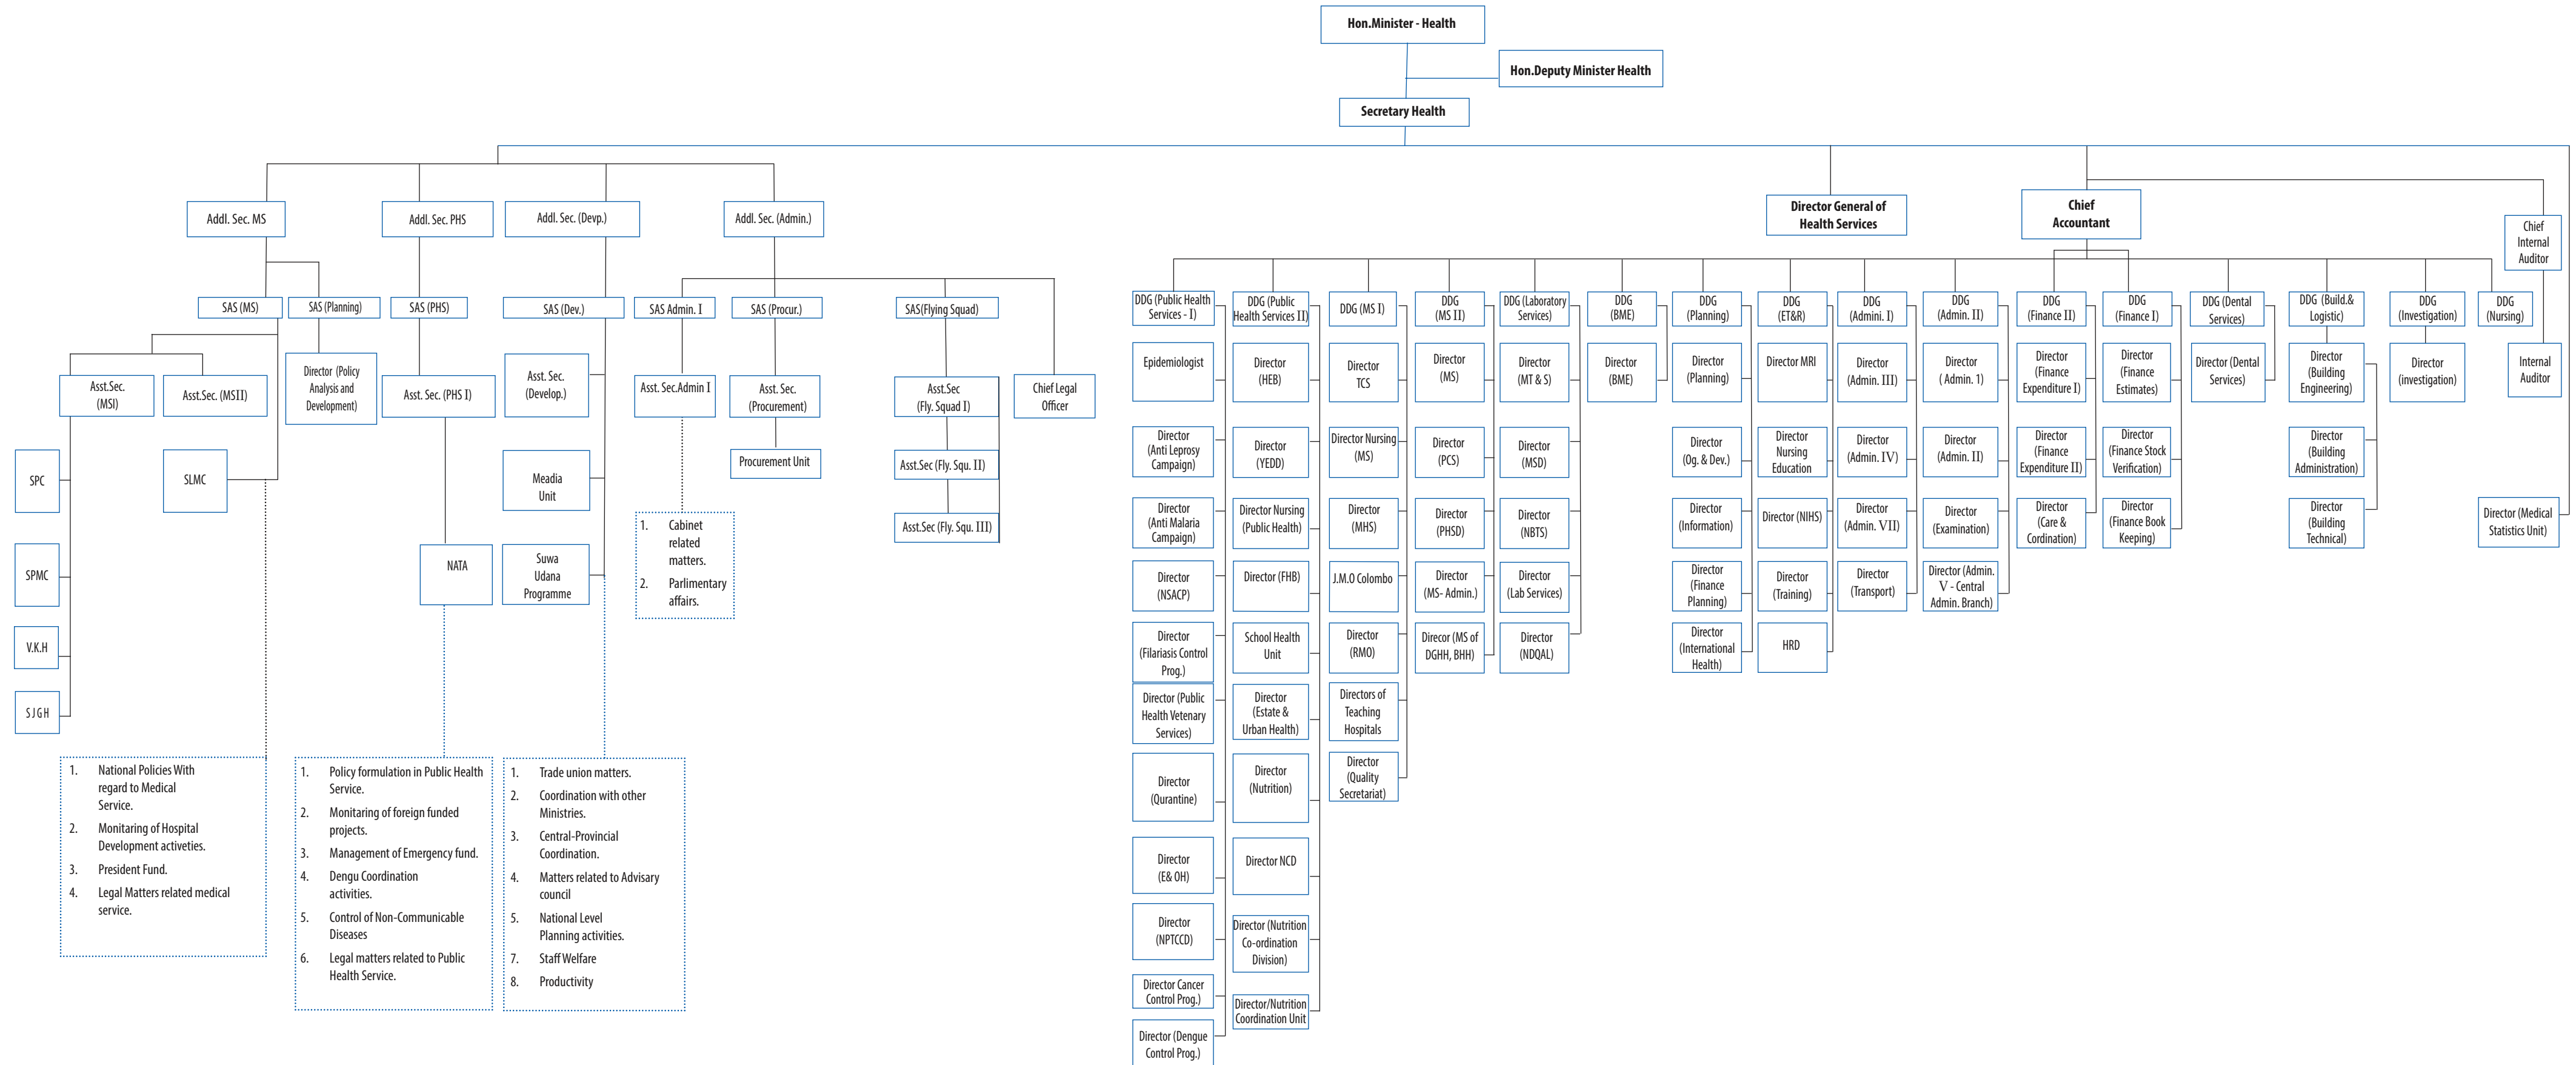 Hon.Minister - Health
Hon.Deputy Minister Health
Secretary Health
Addl. Sec. MS
Addl. Sec. PHS
Addl. Sec. (Devp.)
Addl. Sec. (Admin.)
Director General of
Health Services
Chief
Accountant
Chief
Internal
Auditor
SAS (MS)
SAS (Planning)
SAS (PHS)
SAS (Dev.)
SAS Admin. I
SAS (Procur.)
SAS(Flying Squad)
Asst.Sec.
(MSI)
Asst.Sec. (MSII)
Director (Policy
Analysis and
Development)
Asst. Sec. (PHS I)
Asst. Sec.
(Develop.)
Asst. Sec.Admin I
Asst. Sec.
(Procurement)
Asst.Sec
(Fly. Squad I)
Chief Legal
Officer
SPC
SLMC
Meadia
Unit
Procurement Unit
Asst.Sec (Fly. Squ. II)
Asst.Sec (Fly. Squ. III)
SPMC
NATA
Suwa
Udana
Programme
1. Cabinet
related
matters.
2. Parlimentary
affairs.
V.K.H
S J G H
1. National Policies With
regard to Medical
Service.
2. Monitaring of Hospital
Development activeties.
3. President Fund.
4. Legal Matters related medical
service.
1. Policy formulation in Public Health
Service.
2. Monitaring of foreign funded
projects.
3. Management of Emergency fund.
4. Dengu Coordination
activities.
5. Control of Non-Communicable
Diseases
6. Legal matters related to Public
Health Service.
1. Trade union matters.
2. Coordination with other
Ministries.
3. Central-Provincial
Coordination.
4. Matters related to Advisary
council
5. National Level
Planning activities.
7. Staff Welfare
8. Productivity
DDG (Public Health
Services - I)
Epidemiologist
Director
(Anti Leprosy
Campaign)
Director
(Anti Malaria
Campaign)
Director
(NSACP)
Director
(Filariasis Control
Prog.)
Director (Public
Health Vetenary
Services)
Director
(Qurantine)
Director
(E& OH)
Director
(NPTCCD)
Director Cancer
Control Prog.)
Director (Dengue
Control Prog.)
DDG (Public
Health Services II)
Director
(HEB)
Director
(YEDD)
Director Nursing
(Public Health)
Director (FHB)
School Health
Unit
Director
(Estate &
Urban Health)
Director
(Nutrition)
Director NCD
Director (Nutrition
Co-ordination
Division)
Director/Nutrition
Coordination Unit
DDG (MS I)
Director
TCS
Director Nursing
(MS)
Director
(MHS)
J.M.O Colombo
Director
(RMO)
Directors of
Teaching
Hospitals
Director
(Quality
Secretariat)
DDG
(MS II)
Director
(MS)
Director
(PCS)
Director
(PHSD)
Director
(MS- Admin.)
Direcor (MS of
DGHH, BHH)
DDG (Laboratory
Services)
Director
(MT & S)
Director
(MSD)
Director
(NBTS)
Director
(Lab Services)
Director
(NDQAL)
DDG
(BME)
Director
(BME)
DDG
(Planning)
Director
(Planning)
Director
(Og. & Dev.)
Director
(Information)
Director
(Finance
Planning)
Director
(International
Health)
DDG
(ET&R)
Director MRI
Director
Nursing
Education
Director (NIHS)
Director
(Training)
HRD
DDG
(Admini. I)
Director
(Admin. III)
Director
(Admin. IV)
Director
(Admin. VII)
Director
(Transport)
DDG
(Admin. II)
Director
( Admin. 1)
Director
(Admin. II)
Director
(Examination)
Director (Admin.
V - Central
Admin. Branch)
DDG
(Finance II)
Director
(Finance
Expenditure I)
Director
(Finance
Expenditure II)
Director
(Care &
Cordination)
DDG
(Finance I)
Director
(Finance
Estimates)
Director
(Finance Stock
Verification)
Director
(Finance Book
Keeping)
DDG (Dental
Services)
Director (Dental
Services)
DDG (Build.&
Logistic)
Director
(Building
Engineering)
Director
(Building
Administration)
Director
(Building
Technical)
DDG
(Investigation)
Director
(investigation)
DDG
(Nursing)
Internal
Auditor
Director (Medical
Statistics Unit)